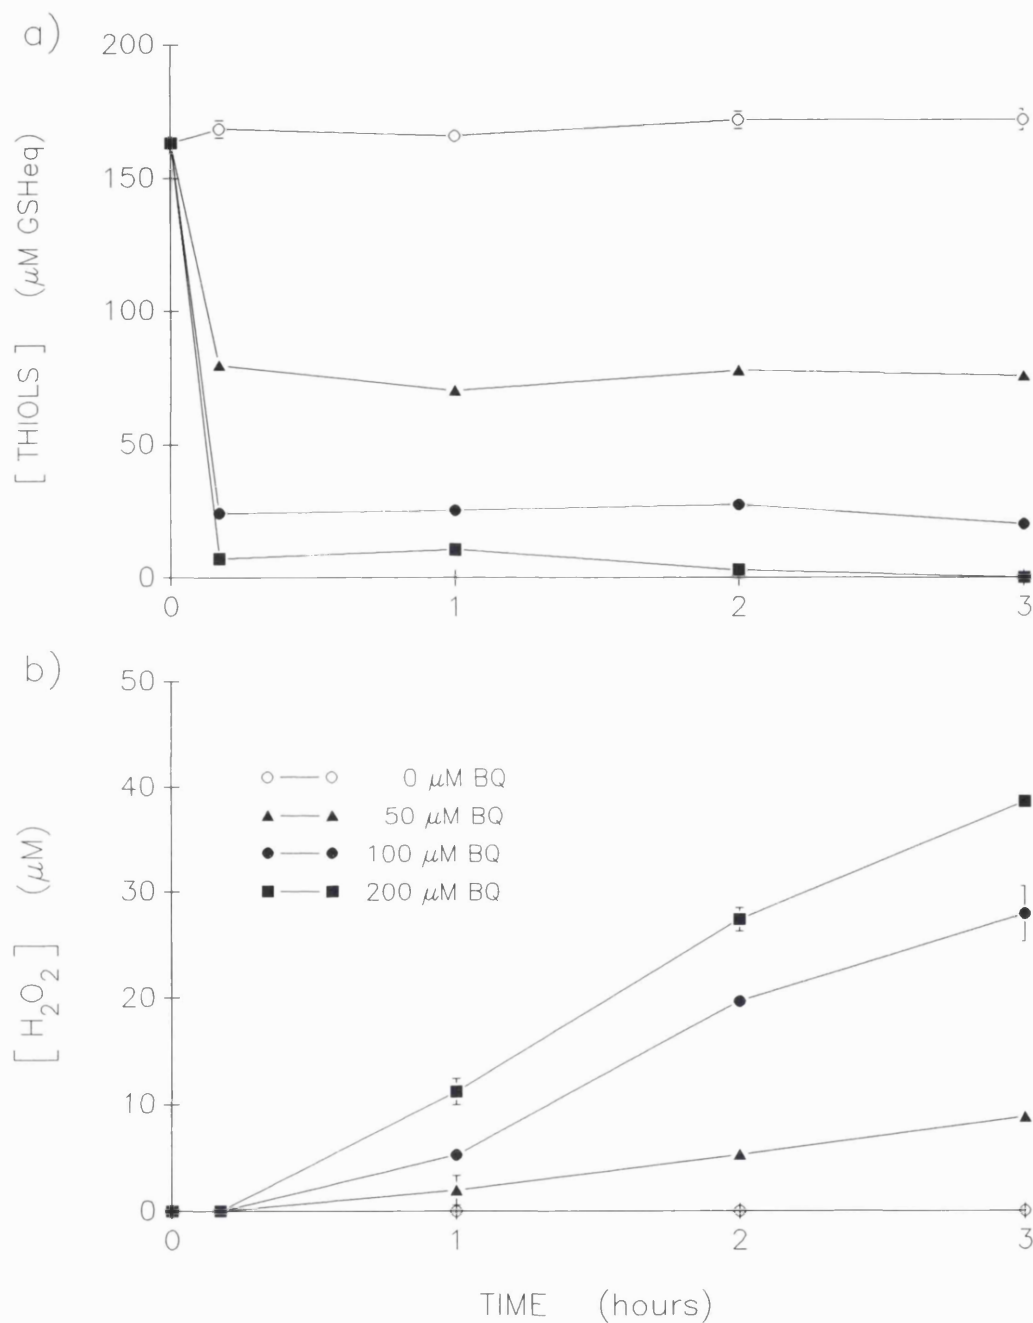 a)
200
150
100
50
0
[ THIOLS ] (μM GSHeq)
0 1 2 3
b)
50
40
30
20
10
0
[ H₂O₂ ] (μM)
0 μM BQ
50 μM BQ
100 μM BQ
200 μM BQ
0 1 2 3
TIME (hours)